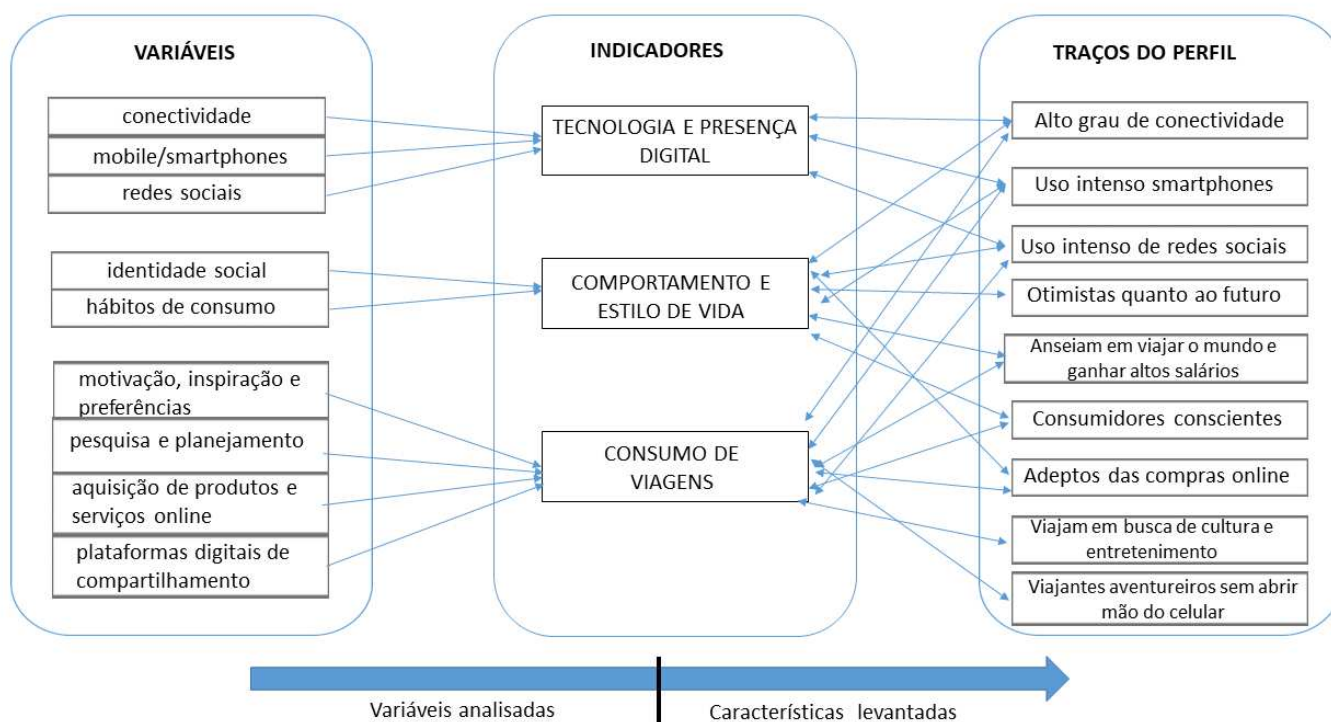 VARIÁVEIS
conectividade
mobile/smartphones
redes sociais
identidade social
hábitos de consumo
motivação, inspiração e
preferências
pesquisa e planejamento
aquisição de produtos e
serviços online
plataformas digitais de
compartilhamento
INDICADORES
TECNOLOGIA E PRESENÇA
DIGITAL
COMPORTAMENTO E
ESTILO DE VIDA
CONSUMO DE
VIAGENS
TRAÇOS DO PERFIL
Alto grau de conectividade
Uso intenso smartphones
Uso intenso de redes sociais
Otimistas quanto ao futuro
Anseiam em viajar o mundo e
ganhar altos salários
Consumidores conscientes
Adeptos das compras online
Viajam em busca de cultura e
entretenimento
Viajantes aventureiros sem abrir
mão do celular
Variáveis analisadas
Características levantadas